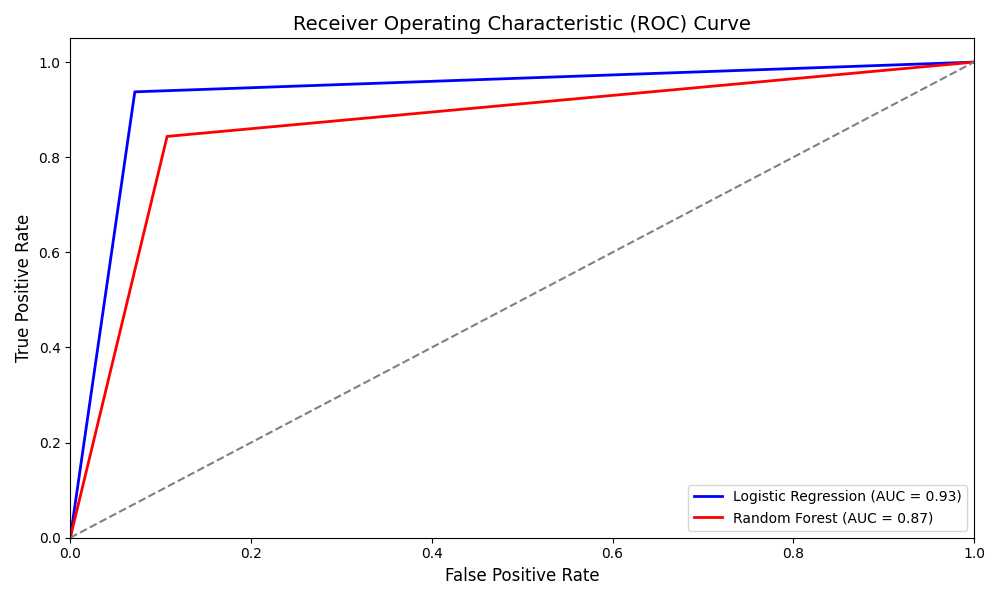 Receiver Operating Characteristic (ROC) Curve
True Positive Rate
1.0
0.8
0.6
0.4
0.2
0.0
0.0 0.2 0.4 0.6 0.8 1.0
False Positive Rate
Logistic Regression (AUC = 0.93)
Random Forest (AUC = 0.87)